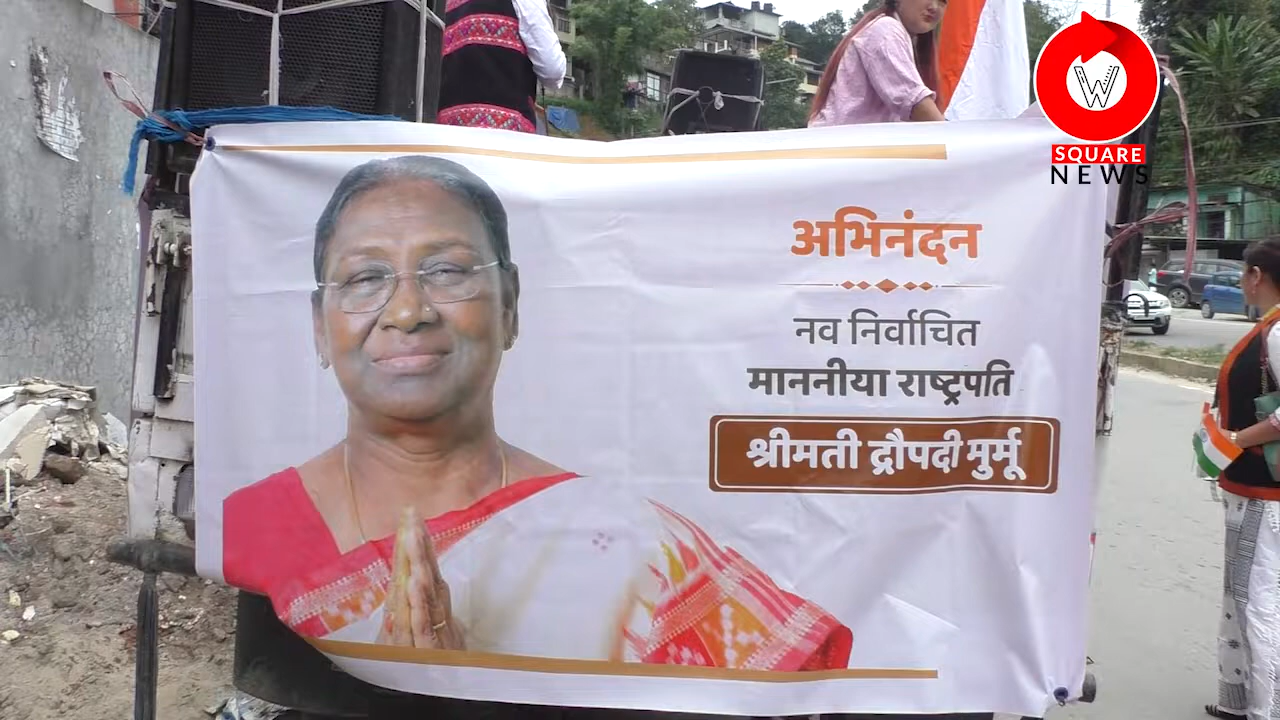 W
SQUARE
NEWS
अभिनंदन
नव निर्वाचित
माननीया राष्ट्रपति
श्रीमती द्रौपदी मुर्मू